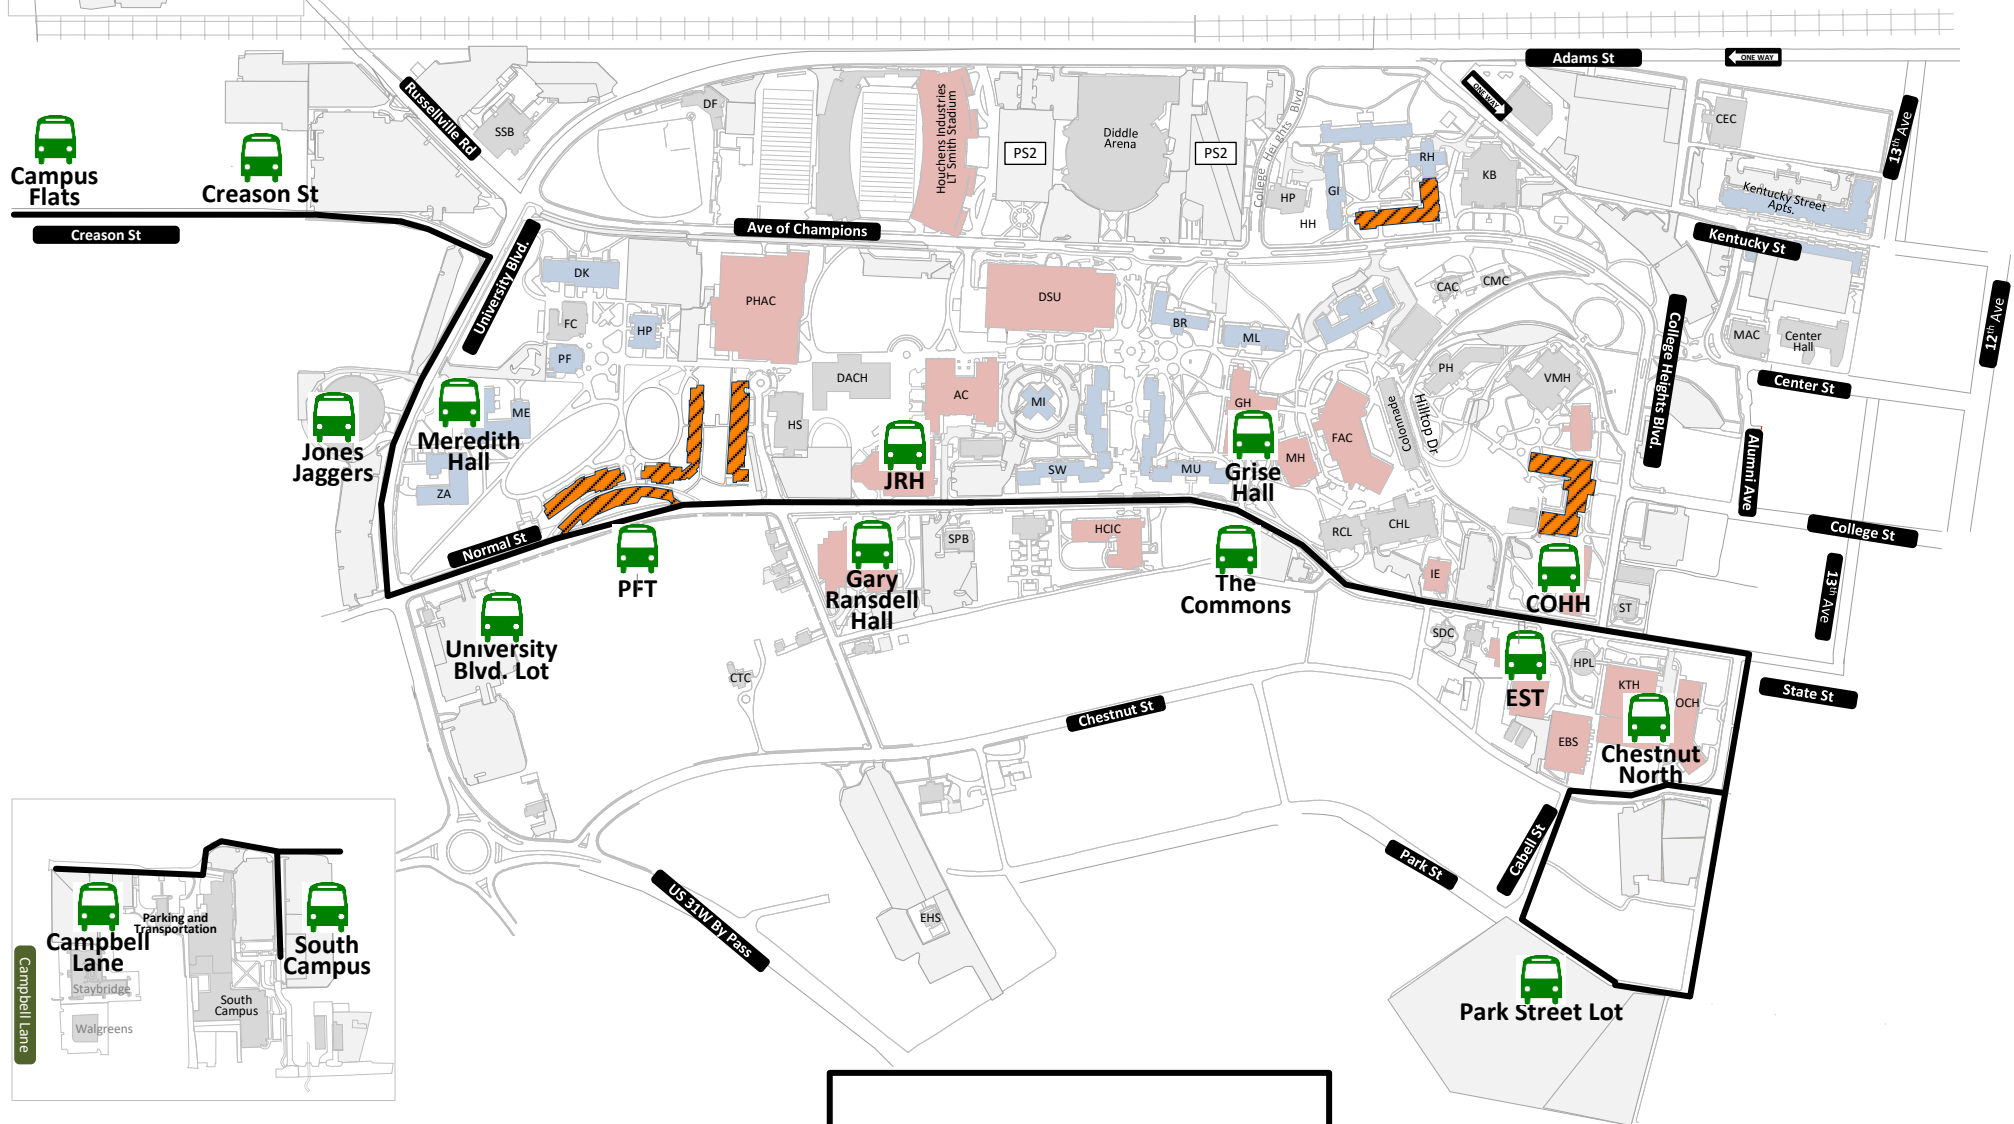 Adams St
ONE WAY
ONE WAY
Russellville Rd
SSB
DF
Houchens Industries
LT Smith Stadium
PS2
Diddle
Arena
PS2
College Heights Blvd.
RH
GI
HP
HH
KB
CEC
13th Ave
Kentucky Street
Apts.
Campus
Flats
Creason St
Creason St
Ave of Champions
Kentucky St
University Blvd.
DK
FC
HP
PF
PHAC
DSU
BR
ML
CAC
CMC
PH
VMH
College Heights Blvd.
MAC
Center
Hall
12th Ave
Center St
DACH
AC
MI
GH
FAC
Colonnade
Hilltop Dr
ME
Meredith
Hall
Jones
Jaggers
ZA
HS
JRH
SW
MU
Grise
Hall
MH
Alumni Ave
College St
Normal St
PFT
Gary
Ransdell
Hall
SPB
HCIC
The
Commons
RCL
CHL
IE
COHH
ST
13th Ave
University
Blvd. Lot
CTC
SDC
HPL
EST
KTH
OCH
EBS
Chestnut
North
State St
Chestnut St
Cabell St
Park St
US 31W By Pass
EHS
Park Street Lot
Campbell
Lane
Parking and
Transportation
South
Campus
Staybridge
South
Campus
Walgreens
Campbell Lane